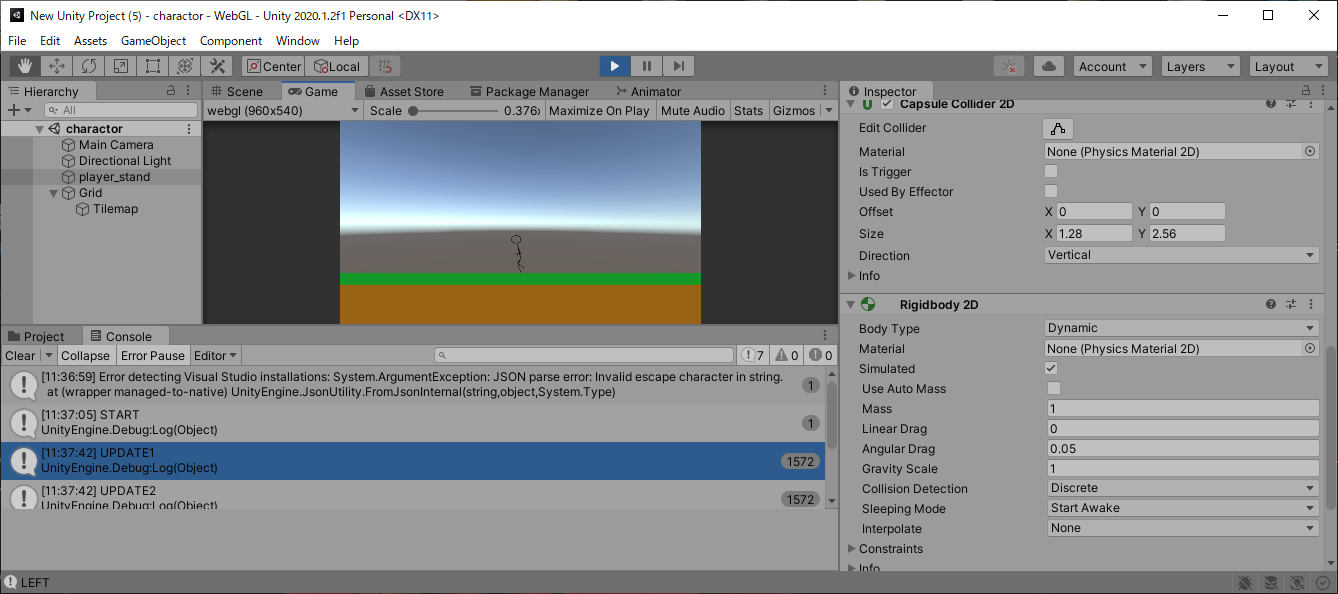 New Unity Project (5) - charactor - WebGL - Unity 2020.1.2f1 Personal <DX11>
File Edit Assets GameObject Component Window Help
Center Local Account Layers Layout
Hierarchy
All
charactor
Main Camera
Directional Light
player_stand
Grid
Tilemap
Scene Game Asset Store Package Manager Animator
webgl (960x540) Scale 0.376x Maximize On Play Mute Audio Stats Gizmos
Project Console
Clear Collapse Error Pause Editor 7 0 0
[11:36:59] Error detecting Visual Studio installations: System.ArgumentException: JSON parse error: Invalid escape character in string.
at (wrapper managed-to-native) UnityEngine.JsonUtility.FromJsonInternal(string,object,System.Type) 1
[11:37:05] START
UnityEngine.Debug:Log(Object) 1
[11:37:42] UPDATE1
UnityEngine.Debug:Log(Object) 1572
[11:37:42] UPDATE2
UnityEngine.Debug:Log(Object) 1572
Inspector
Capsule Collider 2D
Edit Collider
Material None (Physics Material 2D)
Is Trigger
Used By Effector
Offset X 0 Y 0
Size X 1.28 Y 2.56
Direction Vertical
Info
Rigidbody 2D
Body Type Dynamic
Material None (Physics Material 2D)
Simulated
Use Auto Mass
Mass 1
Linear Drag 0
Angular Drag 0.05
Gravity Scale 1
Collision Detection Discrete
Sleeping Mode Start Awake
Interpolate None
Constraints
Info
LEFT